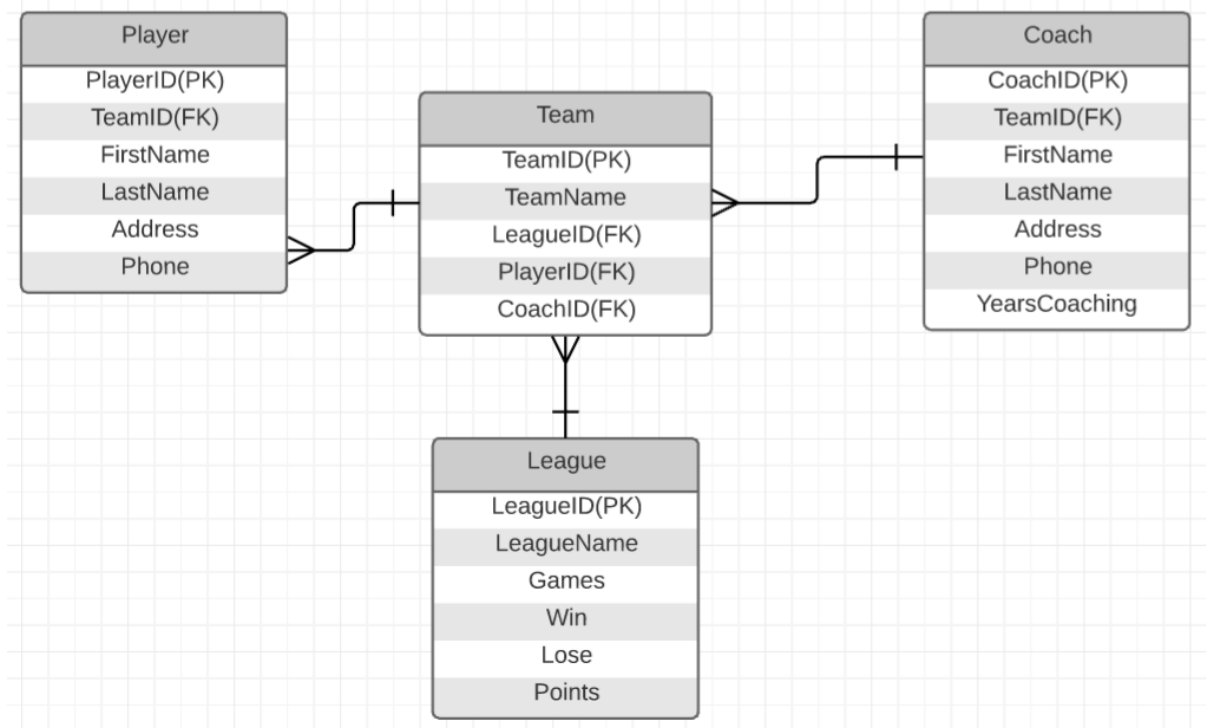 Player
PlayerID(PK)
TeamID(FK)
FirstName
LastName
Address
Phone
Team
TeamID(PK)
TeamName
LeagueID(FK)
PlayerID(FK)
CoachID(FK)
Coach
CoachID(PK)
TeamID(FK)
FirstName
LastName
Address
Phone
YearsCoaching
League
LeagueID(PK)
LeagueName
Games
Win
Lose
Points